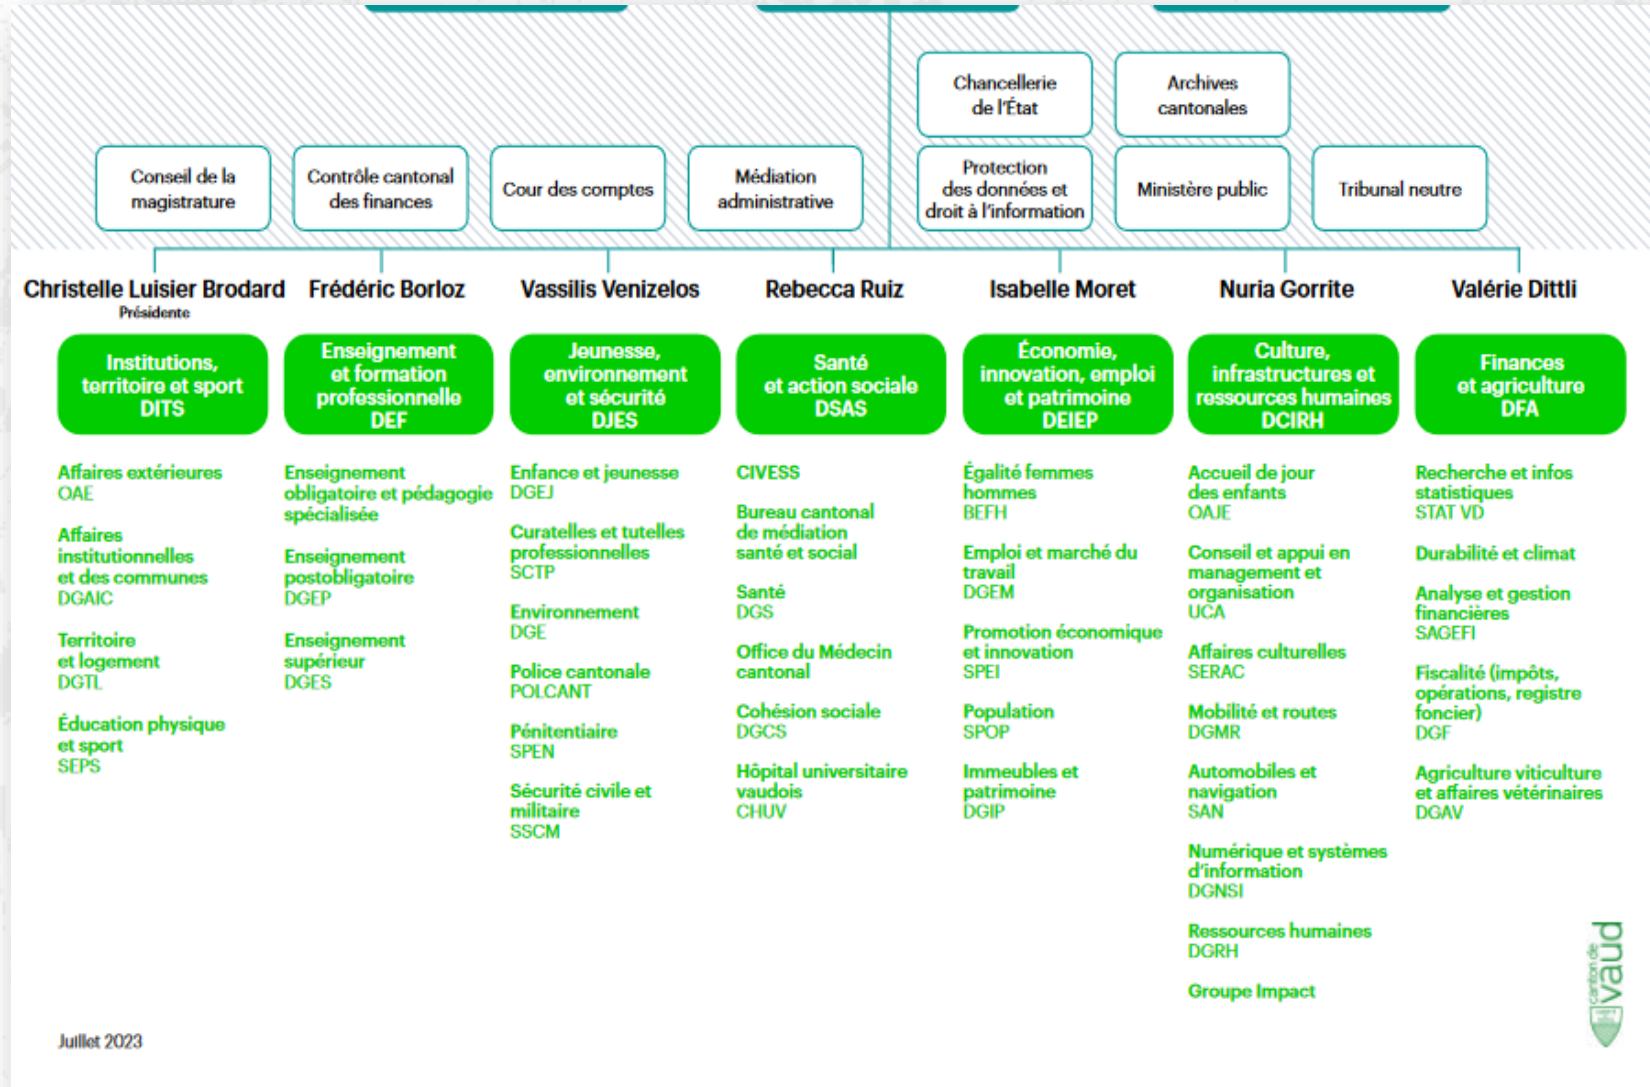 Chancellerie
de l'État
Archives
cantonales
Conseil de la
magistrature
Contrôle cantonal
des finances
Cour des comptes
Médiation
administrative
Protection
des données et
droit à l'information
Ministère public
Tribunal neutre
Christelle Luisier Brodard
Présidente
Frédéric Borloz
Vassilis Venizelos
Rebecca Ruiz
Isabelle Moret
Nuria Gorrite
Valérie Dittli
Institutions,
territoire et sport
DITS
Enseignement
et formation
professionnelle
DEF
Jeunesse,
environnement
et sécurité
DJES
Santé
et action sociale
DSAS
Économie,
innovation, emploi
et patrimoine
DEIEP
Culture,
infrastructures et
ressources humaines
DCIRH
Finances
et agriculture
DFA
Affaires extérieures
OAE
Affaires
institutionnelles
et des communes
DGAIC
Territoire
et logement
DGTL
Éducation physique
et sport
SEPS
Enseignement
obligatoire et pédagogie
spécialisée
Enseignement
postobligatoire
DGEP
Enseignement
supérieur
DGES
Enfance et jeunesse
DGEJ
Curatelles et tutelles
professionnelles
SCTP
Environnement
DGE
Police cantonale
POLCANT
Pénitentiaire
SPEN
Sécurité civile et
militaire
SSCM
CIVESS
Bureau cantonal
de médiation
santé et social
Santé
DGS
Office du Médecin
cantonal
Cohésion sociale
DGCS
Hôpital universitaire
vaudois
CHUV
Égalité femmes
hommes
BEFH
Emploi et marché du
travail
DGEM
Promotion économique
et innovation
SPEI
Population
SPOP
Immeubles et
patrimoine
DGIP
Accueil de jour
des enfants
OAJE
Conseil et appui en
management et
organisation
UCA
Affaires culturelles
SERAC
Mobilité et routes
DGMR
Automobiles et
navigation
SAN
Numérique et systèmes
d'information
DGNSI
Ressources humaines
DGRH
Groupe Impact
Recherche et infos
statistiques
STAT VD
Durabilité et climat
Analyse et gestion
financières
SAGEFI
Fiscalité (impôts,
opérations, registre
foncier)
DGF
Agriculture viticulture
et affaires vétérinaires
DGAV
Juillet 2023
canton de
vaud